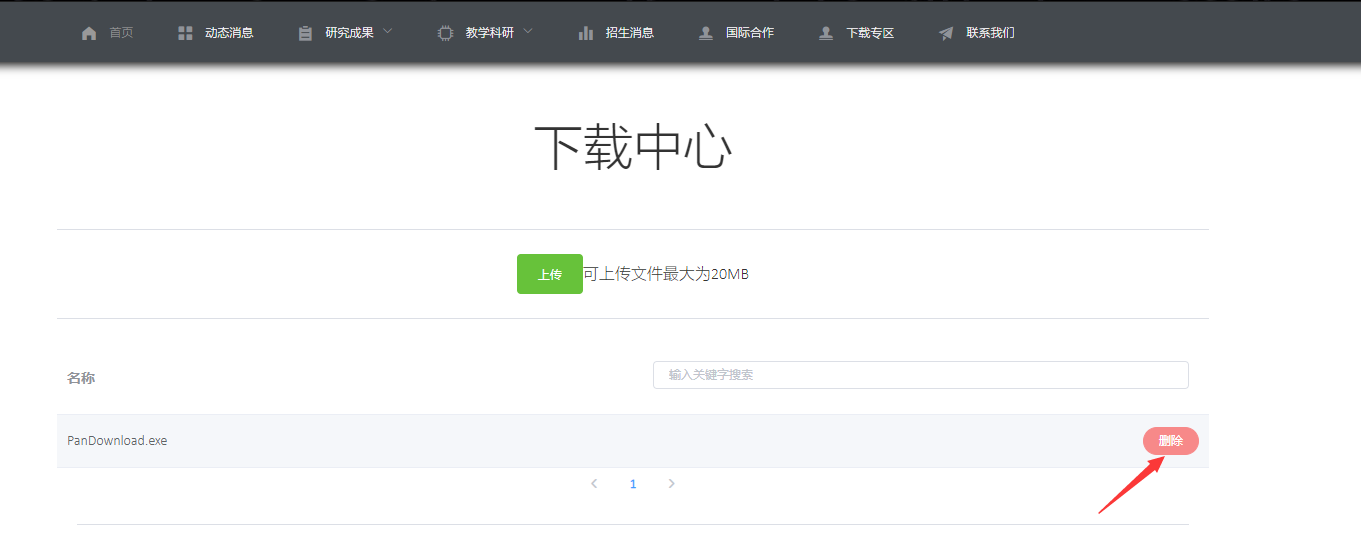 首页 动态消息 研究成果 教学科研 招生消息 国际合作 下载专区 联系我们
下载中心
上传 可上传文件最大为20MB
名称 输入关键字搜索
PanDownload.exe 删除
1